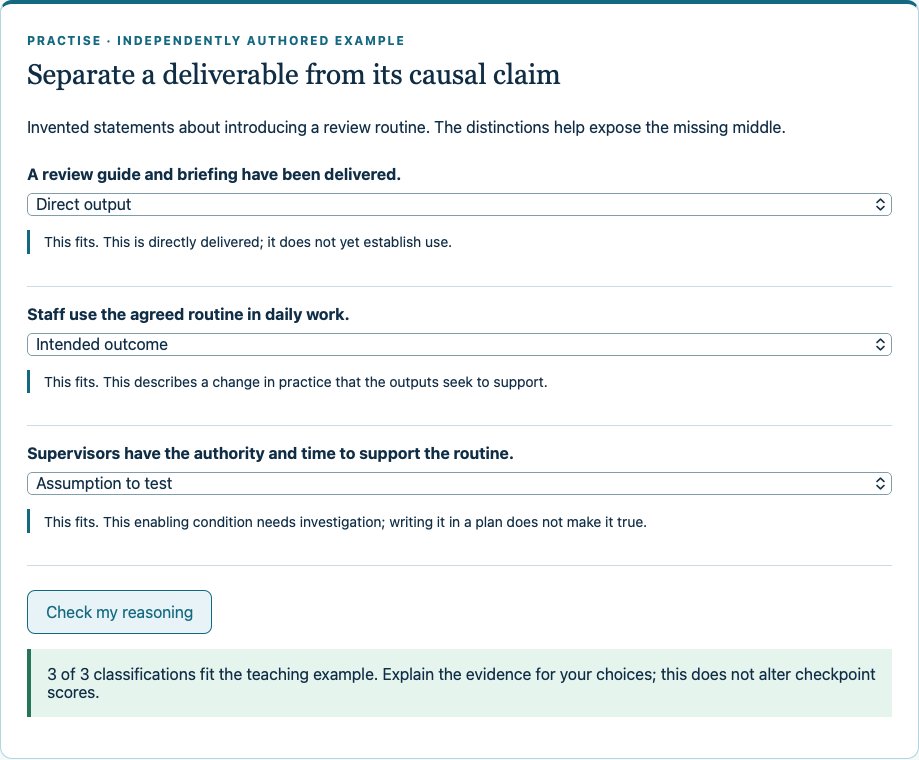 PRACTISE · INDEPENDENTLY AUTHORED EXAMPLE
Separate a deliverable from its causal claim
Invented statements about introducing a review routine. The distinctions help expose the missing middle.
A review guide and briefing have been delivered.
Direct output
This fits. This is directly delivered; it does not yet establish use.
Staff use the agreed routine in daily work.
Intended outcome
This fits. This describes a change in practice that the outputs seek to support.
Supervisors have the authority and time to support the routine.
Assumption to test
This fits. This enabling condition needs investigation; writing it in a plan does not make it true.
Check my reasoning
3 of 3 classifications fit the teaching example. Explain the evidence for your choices; this does not alter checkpoint
scores.